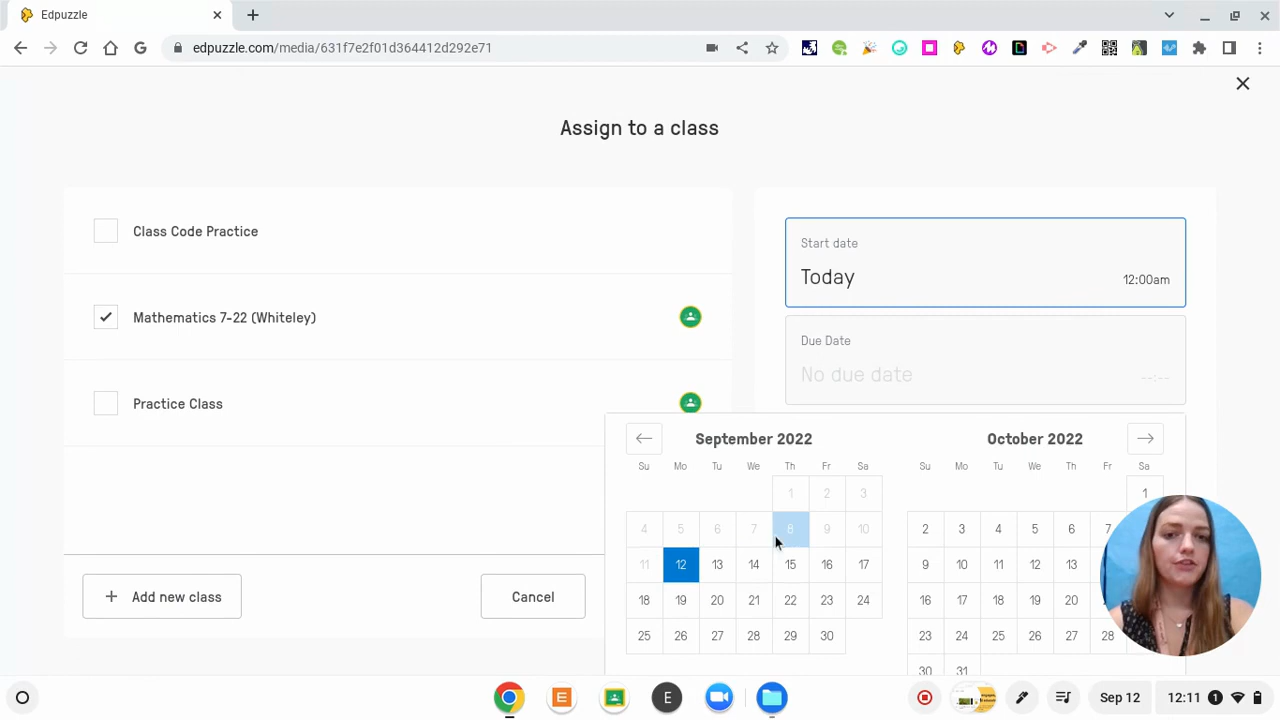 Edpuzzle
edpuzzle.com/media/631f7e2f01d364412d292e71
Assign to a class
Class Code Practice
Mathematics 7-22 (Whiteley)
Practice Class
+ Add new class
Cancel
Start date
Today 12:00am
Due Date
No due date --:--
September 2022
Su Mo Tu We Th Fr Sa
1 2 3
4 5 6 7 8 9 10
11 12 13 14 15 16 17
18 19 20 21 22 23 24
25 26 27 28 29 30
October 2022
Su Mo Tu We Th Fr Sa
1
2 3 4 5 6 7
9 10 11 12 13
16 17 18 19 20
23 24 25 26 27 28
30 31
E
E
Sep 12 12:11 1